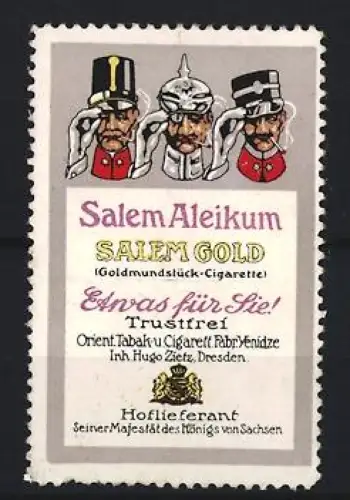 Salem Aleikum
SALEM GOLD
(Goldmundstück-Cigarette)
Etwas für Sie!
Trustfrei
Orient. Tabak-u. Cigarett. Fabr. Yenidze
Inh. Hugo Zietz, Dresden.
Hoflieferant
Seiner Majestät des Königs von Sachsen